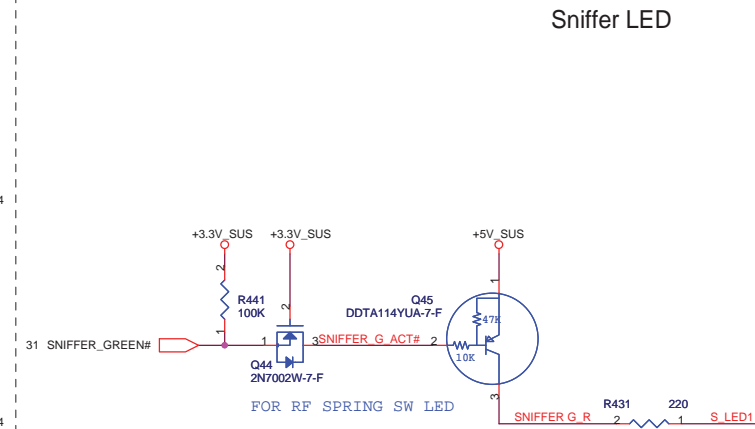 Sniffer LED
4
+3.3V_SUS +3.3V_SUS +5V_SUS
2
R441
100K
1
2
Q45
DDTA114YUA-7-F
1
47K
10K
31 SNIFFER_GREEN#
1
3
SNIFFER_G_ACT#
2
Q44
2N7002W-7-F
FOR RF SPRING SW LED
3
R431 220
SNIFFER G_R 2 1 S_LED1
4